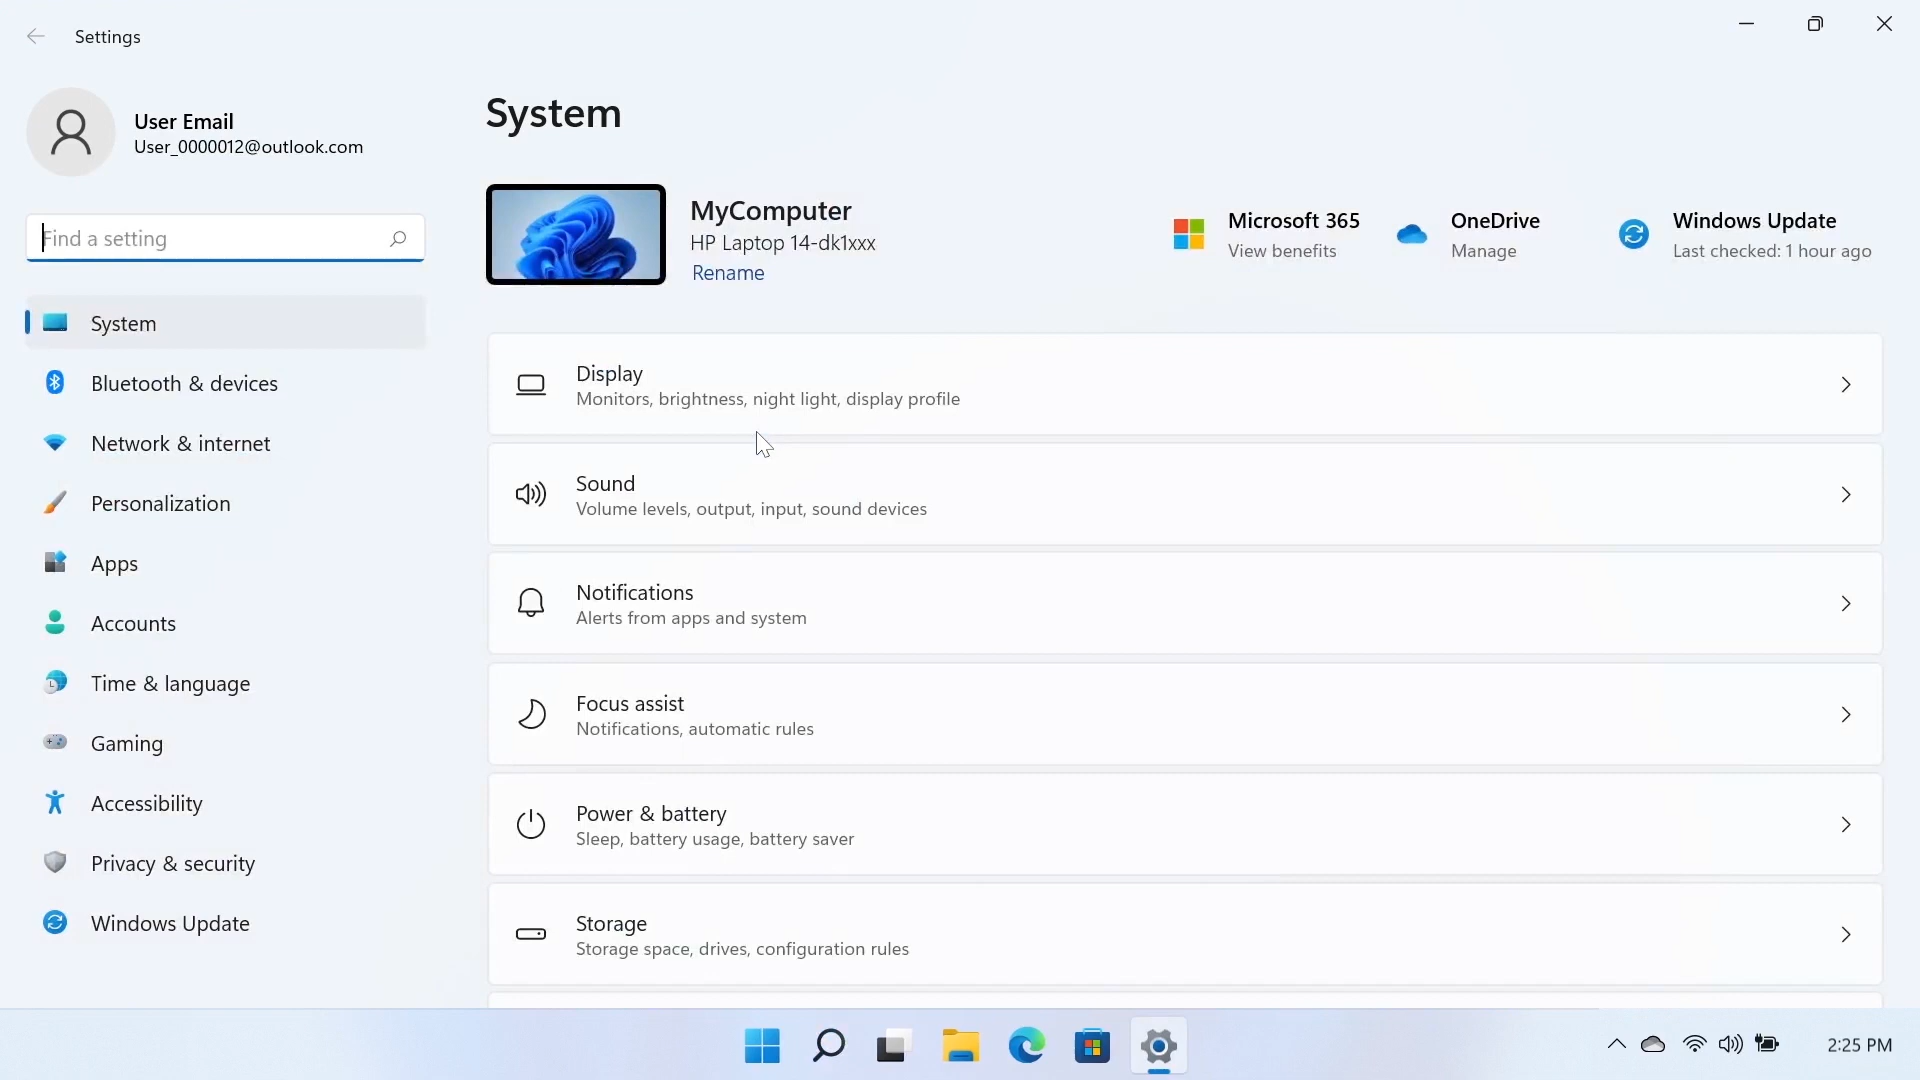 Settings
User Email
User_0000012@outlook.com
Find a setting
System
Bluetooth & devices
Network & internet
Personalization
Apps
Accounts
Time & language
Gaming
Accessibility
Privacy & security
Windows Update
System
MyComputer
HP Laptop 14-dk1xxx
Rename
Microsoft 365
View benefits
OneDrive
Manage
Windows Update
Last checked: 1 hour ago
Display
Monitors, brightness, night light, display profile
Sound
Volume levels, output, input, sound devices
Notifications
Alerts from apps and system
Focus assist
Notifications, automatic rules
Power & battery
Sleep, battery usage, battery saver
Storage
Storage space, drives, configuration rules
2:25 PM